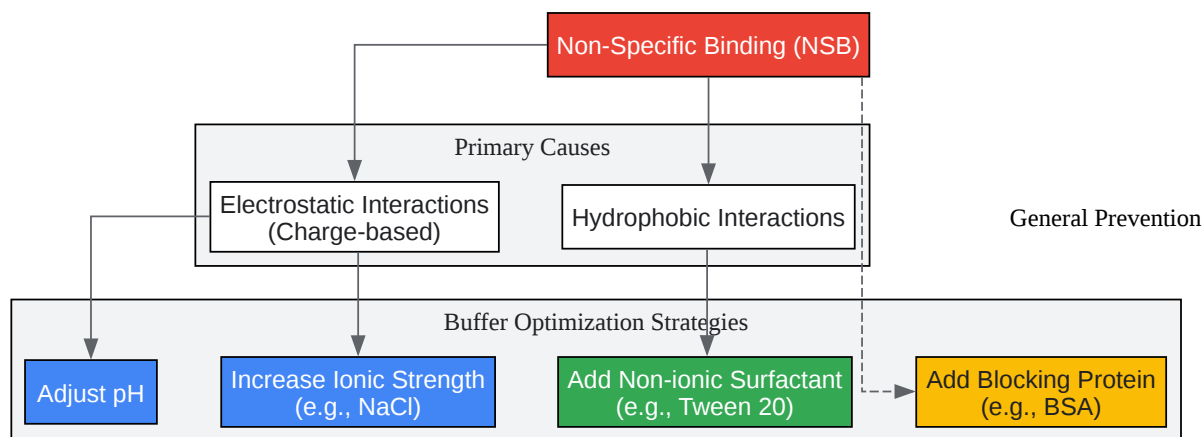 Non-Specific Binding (NSB)
Primary Causes
Electrostatic Interactions
(Charge-based)
Hydrophobic Interactions
General Prevention
Buffer Optimization Strategies
Adjust pH
Increase Ionic Strength
(e.g., NaCl)
Add Non-ionic Surfactant
(e.g., Tween 20)
Add Blocking Protein
(e.g., BSA)